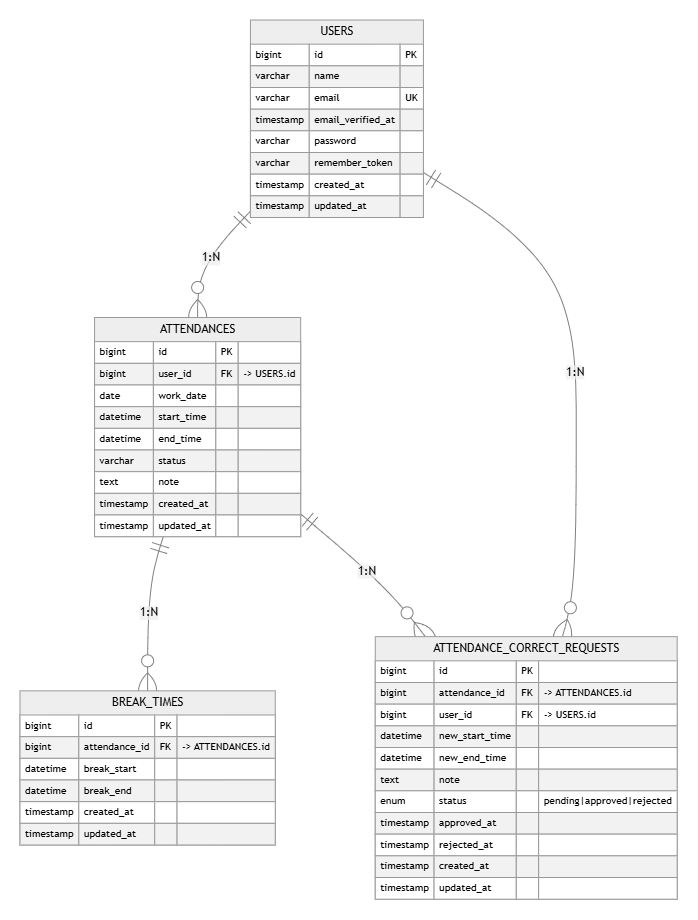 USERS
bigint id PK
varchar name
varchar email UK
timestamp email_verified_at
varchar password
varchar remember_token
timestamp created_at
timestamp updated_at
1:N
1:N
ATTENDANCES
bigint id PK
bigint user_id FK -> USERS.id
date work_date
datetime start_time
datetime end_time
varchar status
text note
timestamp created_at
timestamp updated_at
1:N
1:N
BREAK_TIMES
bigint id PK
bigint attendance_id FK -> ATTENDANCES.id
datetime break_start
datetime break_end
timestamp created_at
timestamp updated_at
ATTENDANCE_CORRECT_REQUESTS
bigint id PK
bigint attendance_id FK -> ATTENDANCES.id
bigint user_id FK -> USERS.id
datetime new_start_time
datetime new_end_time
text note
enum status pending|approved|rejected
timestamp approved_at
timestamp rejected_at
timestamp created_at
timestamp updated_at